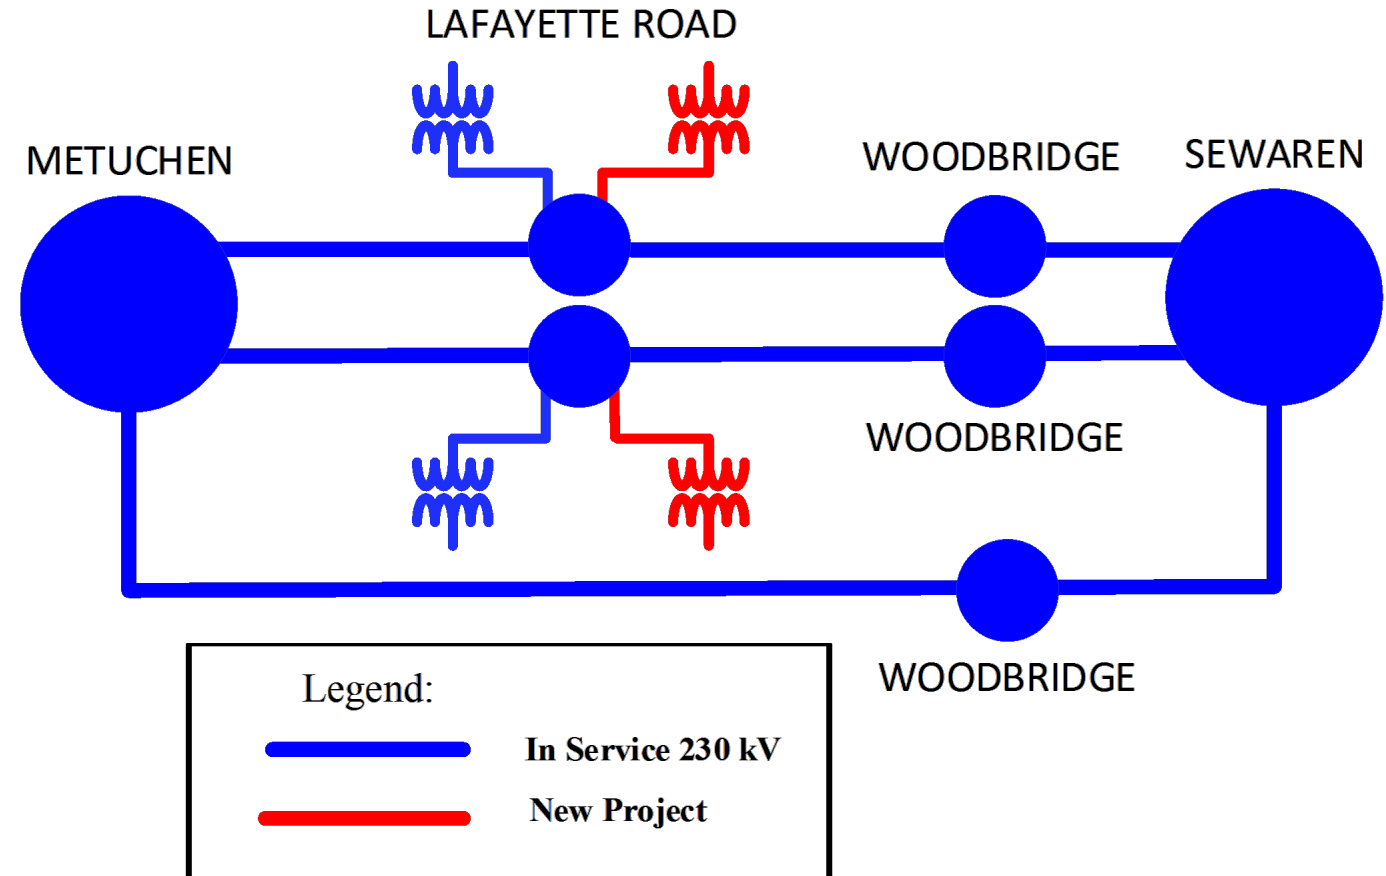 LAFAYETTE ROAD
METUCHEN
WOODBRIDGE
SEWAREN
WOODBRIDGE
WOODBRIDGE
Legend:
In Service 230 kV
New Project